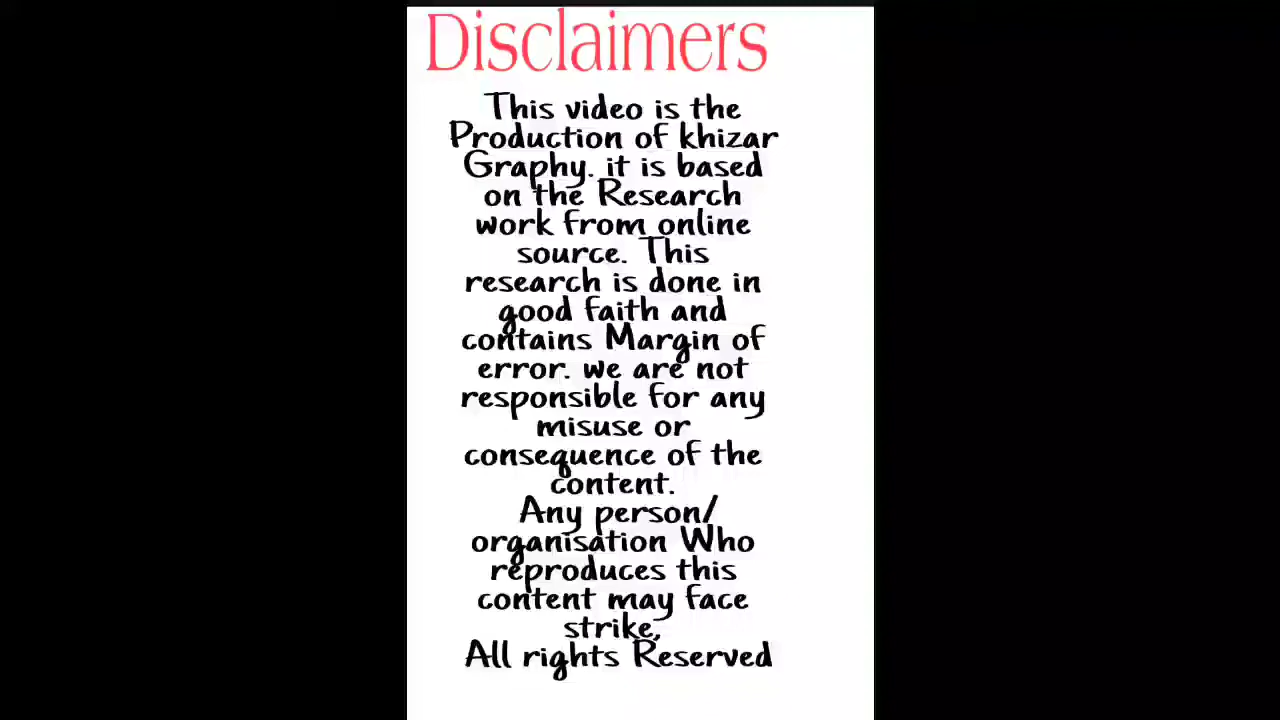 Disclaimers
This video is the
Production of khizar
Graphy. it is based
on the Research
work from online
source. This
research is done in
good faith and
contains Margin of
error. we are not
responsible for any
misuse or
consequence of the
content.
Any person/
organisation Who
reproduces this
content may face
strike,
All rights Reserved